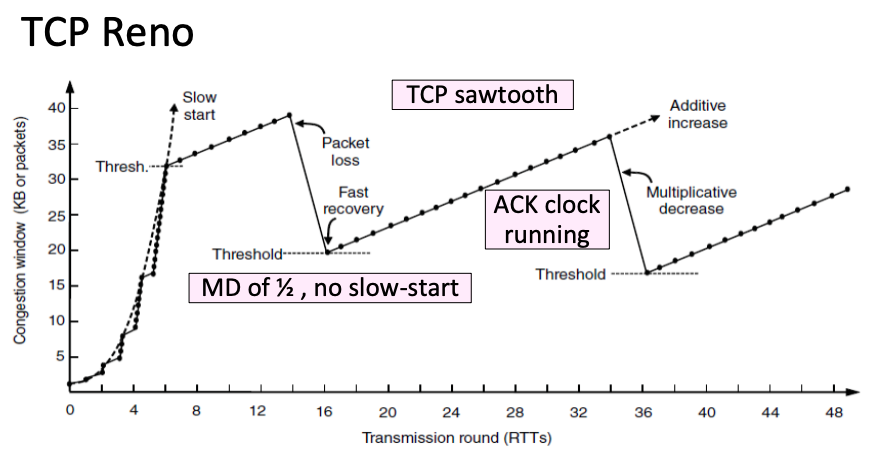 TCP Reno
TCP sawtooth
Slow
start
Additive
increase
Packet
loss
Thresh.
Fast
recovery
ACK clock
running
Multiplicative
decrease
Threshold
MD of ½ , no slow-start
Threshold
Congestion window (KB or packets)
40
35
30
25
20
15
10
5
0 4 8 12 16 20 24 28 32 36 40 44 48
Transmission round (RTTs)